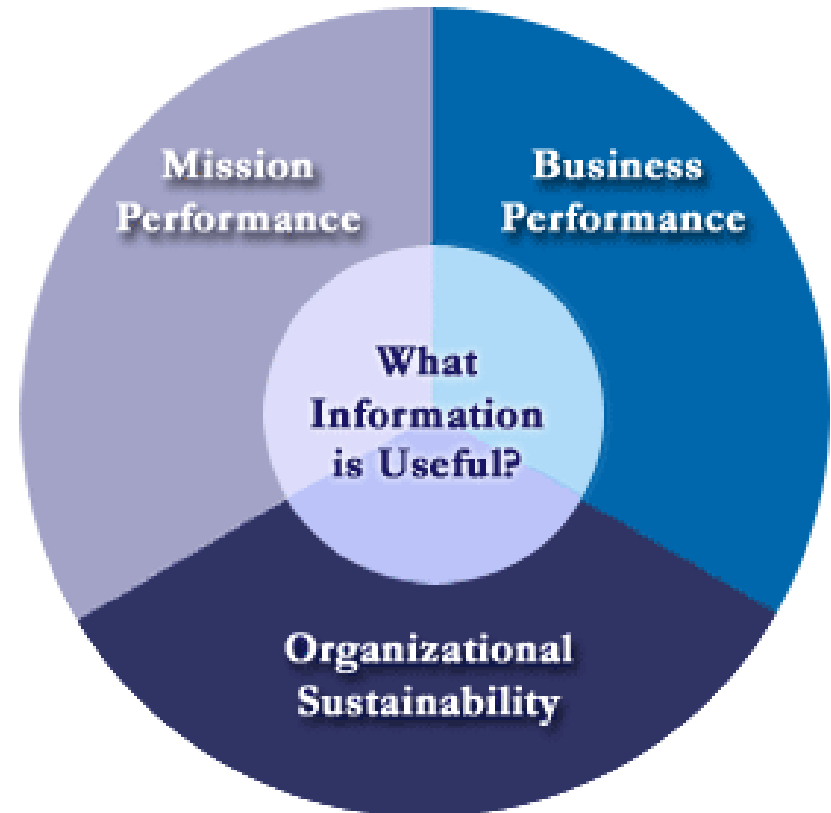 Mission
Performance
Business
Performance
What
Information
is Useful?
Organizational
Sustainability